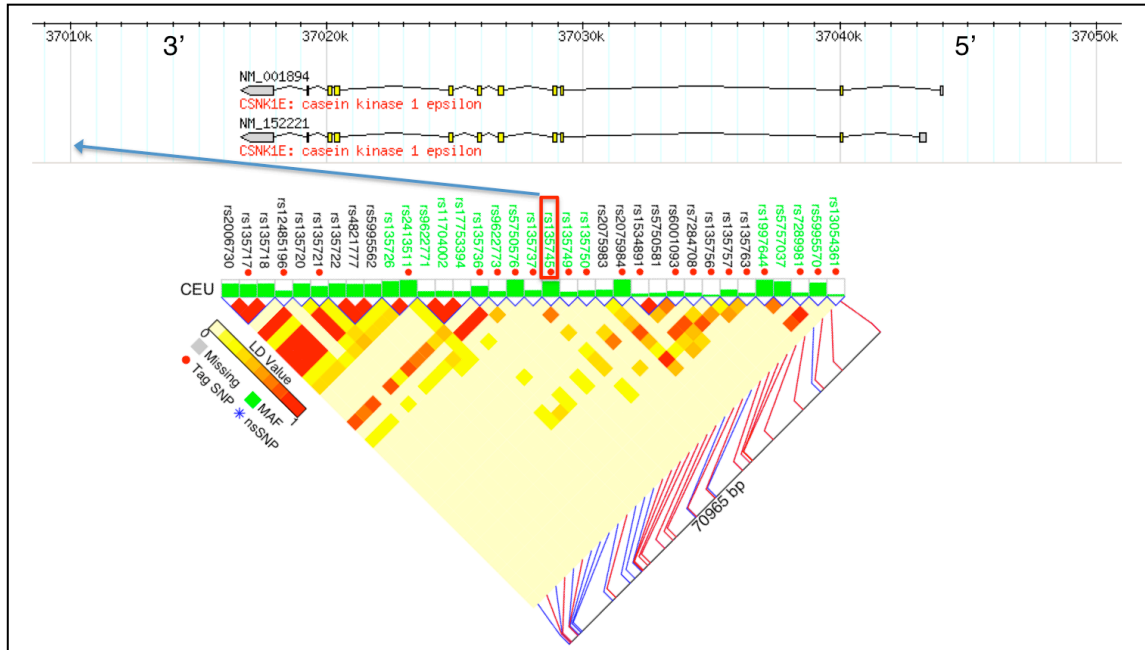 37010k 37020k 37030k 37040k 37050k
3’ 5’
NM_001894
CSNK1E: casein kinase 1 epsilon
NM_152221
CSNK1E: casein kinase 1 epsilon
rs2006730
rs135717
rs135718
rs12485196
rs135720
rs135721
rs135722
rs4821777
rs5995562
rs135726
rs2413511
rs9622771
rs11704002
rs17753394
rs135736
rs9622773
rs5750576
rs135737
rs135745
rs135749
rs135750
rs2075983
rs2075984
rs1534891
rs5750581
rs6001093
rs7284708
rs135756
rs135757
rs135763
rs1997644
rs5757037
rs7289981
rs5995570
rs13054361
CEU
0 LD Value 1
Missing
MAF
Tag SNP
* nsSNP
70965 bp